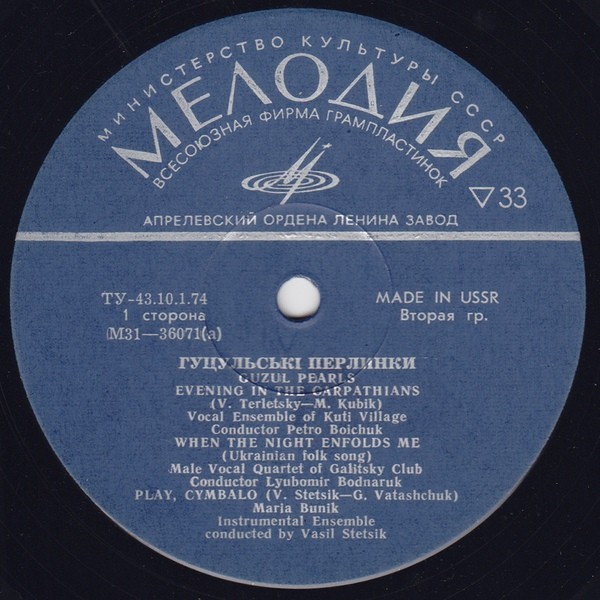 МИНИСТЕРСТВО КУЛЬТУРЫ СССР
МЕЛОДИЯ
ВСЕСОЮЗНАЯ ФИРМА ГРАМПЛАСТИНОК
▽33
АПРЕЛЕВСКИЙ ОРДЕНА ЛЕНИНА ЗАВОД
ТУ-43.10.1.74
1 сторона
М31—36071(а)
MADE IN USSR
Вторая гр.
ГУЦУЛЬСЬКІ ПЕРЛИНКИ
GUZUL PEARLS
EVENING IN THE CARPATHIANS
(V. Terletsky—M. Kubik)
Vocal Ensemble of Kuti Village
Conductor Petro Boichuk
WHEN THE NIGHT ENFOLDS ME
(Ukrainian folk song)
Male Vocal Quartet of Galitsky Club
Conductor Lyubomir Bodnaruk
PLAY, CYMBALO (V. Stetsik—G. Vatashchuk)
Maria Bunik
Instrumental Ensemble
conducted by Vasil Stetsik